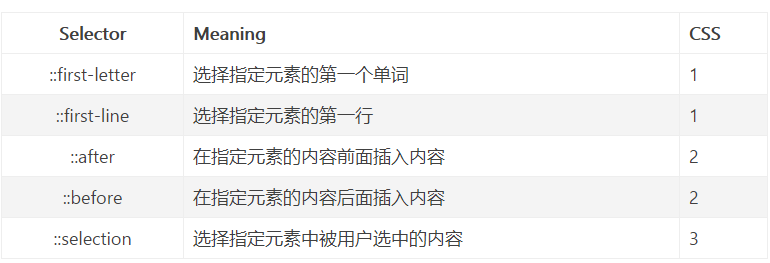 Selector Meaning CSS
::first-letter 选择指定元素的第一个单词 1
::first-line 选择指定元素的第一行 1
::after 在指定元素的内容前面插入内容 2
::before 在指定元素的内容后面插入内容 2
::selection 选择指定元素中被用户选中的内容 3